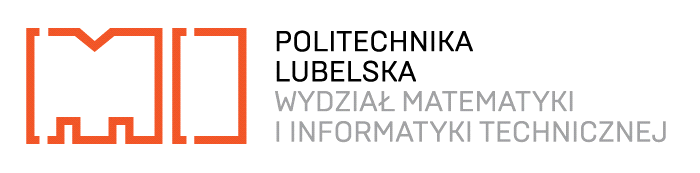 POLITECHNIKA
LUBELSKA
WYDZIAŁ MATEMATYKI
I INFORMATYKI TECHNICZNEJ